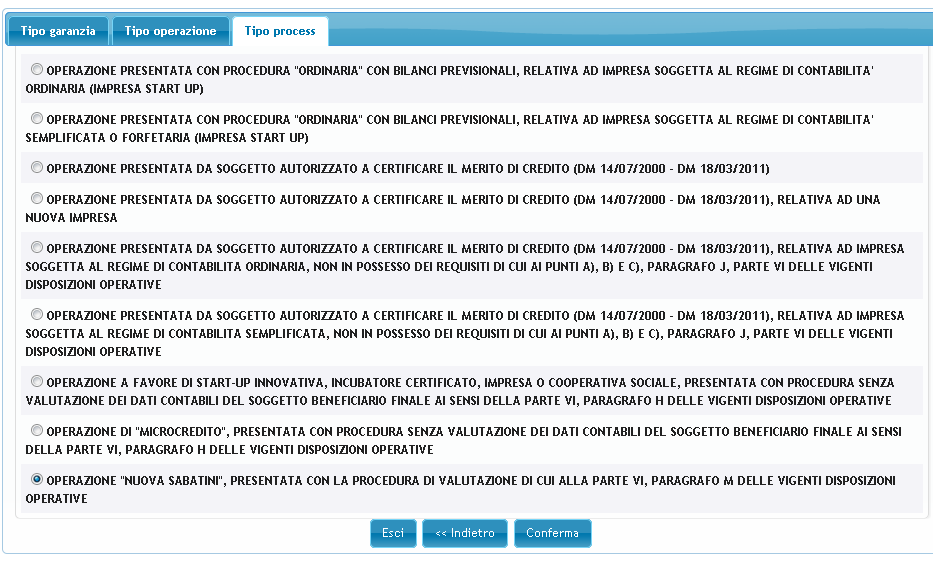 Tipo garanzia Tipo operazione Tipo process
OPERAZIONE PRESENTATA CON PROCEDURA "ORDINARIA" CON BILANCI PREVISIONALI, RELATIVA AD IMPRESA SOGGETTA AL REGIME DI CONTABILITA'
ORDINARIA (IMPRESA START UP)
OPERAZIONE PRESENTATA CON PROCEDURA "ORDINARIA" CON BILANCI PREVISIONALI, RELATIVA AD IMPRESA SOGGETTA AL REGIME DI CONTABILITA'
SEMPLIFICATA O FORFETARIA (IMPRESA START UP)
OPERAZIONE PRESENTATA DA SOGGETTO AUTORIZZATO A CERTIFICARE IL MERITO DI CREDITO (DM 14/07/2000 - DM 18/03/2011)
OPERAZIONE PRESENTATA DA SOGGETTO AUTORIZZATO A CERTIFICARE IL MERITO DI CREDITO (DM 14/07/2000 - DM 18/03/2011), RELATIVA AD UNA
NUOVA IMPRESA
OPERAZIONE PRESENTATA DA SOGGETTO AUTORIZZATO A CERTIFICARE IL MERITO DI CREDITO (DM 14/07/2000 - DM 18/03/2011), RELATIVA AD IMPRESA
SOGGETTA AL REGIME DI CONTABILITA ORDINARIA, NON IN POSSESSO DEI REQUISITI DI CUI AI PUNTI A), B) E C), PARAGRAFO J, PARTE VI DELLE VIGENTI
DISPOSIZIONI OPERATIVE
OPERAZIONE PRESENTATA DA SOGGETTO AUTORIZZATO A CERTIFICARE IL MERITO DI CREDITO (DM 14/07/2000 - DM 18/03/2011), RELATIVA AD IMPRESA
SOGGETTA AL REGIME DI CONTABILITA SEMPLIFICATA, NON IN POSSESSO DEI REQUISITI DI CUI AI PUNTI A), B) E C), PARAGRAFO J, PARTE VI DELLE VIGENTI
DISPOSIZIONI OPERATIVE
OPERAZIONE A FAVORE DI START-UP INNOVATIVA, INCUBATORE CERTIFICATO, IMPRESA O COOPERATIVA SOCIALE, PRESENTATA CON PROCEDURA SENZA
VALUTAZIONE DEI DATI CONTABILI DEL SOGGETTO BENEFICIARIO FINALE AI SENSI DELLA PARTE VI, PARAGRAFO H DELLE VIGENTI DISPOSIZIONI OPERATIVE
OPERAZIONE DI "MICROCREDITO", PRESENTATA CON PROCEDURA SENZA VALUTAZIONE DEI DATI CONTABILI DEL SOGGETTO BENEFICIARIO FINALE AI SENSI
DELLA PARTE VI, PARAGRAFO H DELLE VIGENTI DISPOSIZIONI OPERATIVE
OPERAZIONE "NUOVA SABATINI", PRESENTATA CON LA PROCEDURA DI VALUTAZIONE DI CUI ALLA PARTE VI, PARAGRAFO M DELLE VIGENTI DISPOSIZIONI
OPERATIVE
Esci << Indietro Conferma